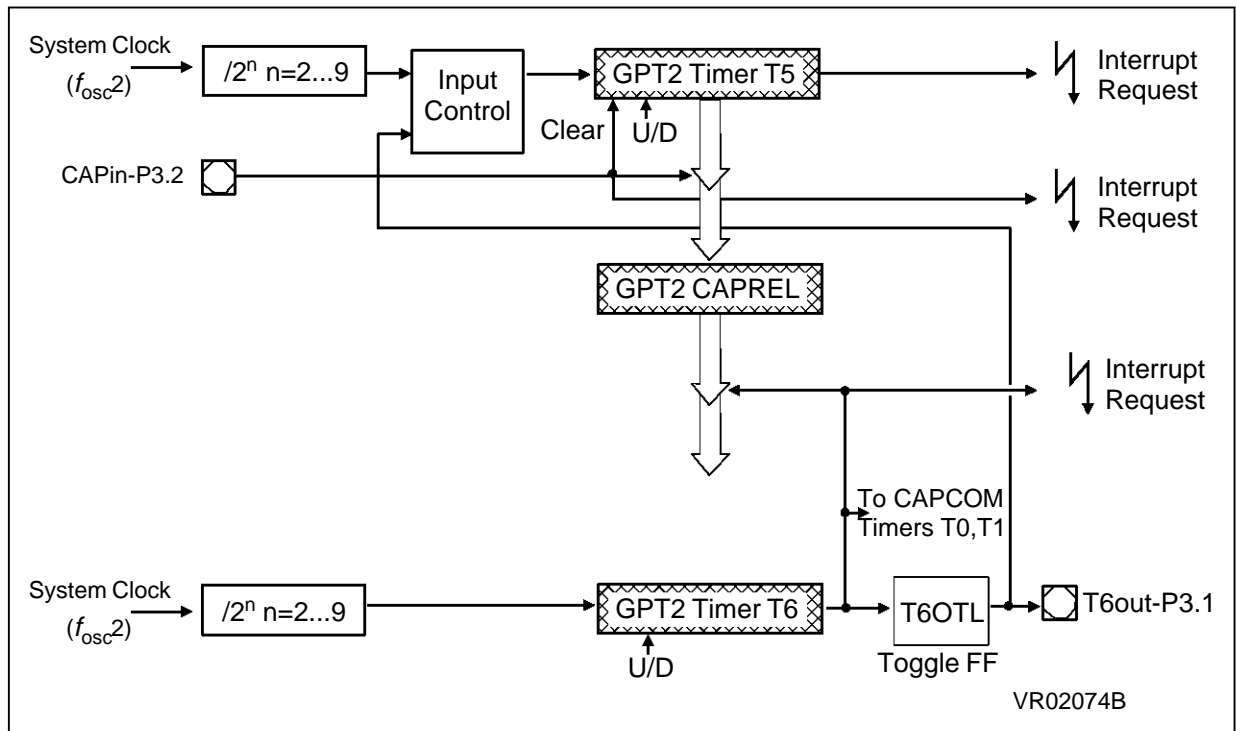 System Clock
(fosc2)
/2ⁿ n=2...9
Input
Control
GPT2 Timer T5
Interrupt
Request
Clear
U/D
CAPin-P3.2
Interrupt
Request
GPT2 CAPREL
Interrupt
Request
To CAPCOM
Timers T0,T1
System Clock
(fosc2)
/2ⁿ n=2...9
GPT2 Timer T6
U/D
T6OTL
Toggle FF
T6out-P3.1
VR02074B